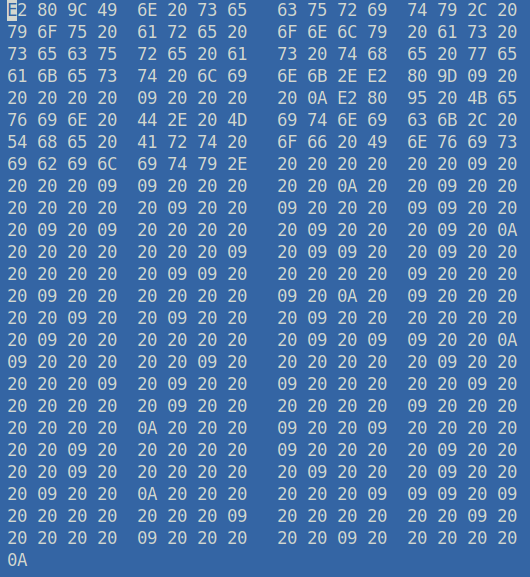 E2 80 9C 49 6E 20 73 65 63 75 72 69 74 79 2C 20
79 6F 75 20 61 72 65 20 6F 6E 6C 79 20 61 73 20
73 65 63 75 72 65 20 61 73 20 74 68 65 20 77 65
61 6B 65 73 74 20 6C 69 6E 6B 2E E2 80 9D 09 20
20 20 20 20 09 20 20 20 20 0A E2 80 95 20 4B 65
76 69 6E 20 44 2E 20 4D 69 74 6E 69 63 6B 2C 20
54 68 65 20 41 72 74 20 6F 66 20 49 6E 76 69 73
69 62 69 6C 69 74 79 2E 20 20 20 20 20 20 09 20
20 20 20 09 09 20 20 20 20 20 0A 20 20 09 20 20
20 20 20 20 20 09 20 20 09 20 20 20 20 09 20 20
20 09 20 09 20 20 20 20 20 09 20 20 20 09 20 0A
20 20 20 20 20 20 20 09 20 09 09 20 20 09 20 20
20 20 20 20 20 09 09 20 20 20 20 20 09 20 20 20
20 09 20 20 20 20 20 20 09 20 0A 20 09 20 20 20
20 20 09 20 20 09 20 20 20 09 20 20 20 20 20 20
20 09 20 20 20 20 20 20 20 09 20 09 09 20 20 0A
09 20 20 20 20 20 09 20 20 20 20 20 20 09 20 20
20 20 20 09 20 09 20 20 09 20 20 20 20 20 09 20
20 20 20 20 20 09 20 20 20 20 20 20 09 20 20 20
20 20 20 20 0A 20 20 20 09 20 20 09 20 20 20 20
20 20 09 20 20 20 20 20 09 20 20 20 20 09 20 20
20 20 09 20 20 20 20 20 20 09 20 20 20 09 20 20
20 09 20 20 0A 20 20 20 20 20 20 09 09 09 20 09
20 20 20 20 20 20 20 09 20 20 20 20 20 20 09 20
20 20 20 20 09 20 20 20 20 20 09 20 20 20 20 20
0A